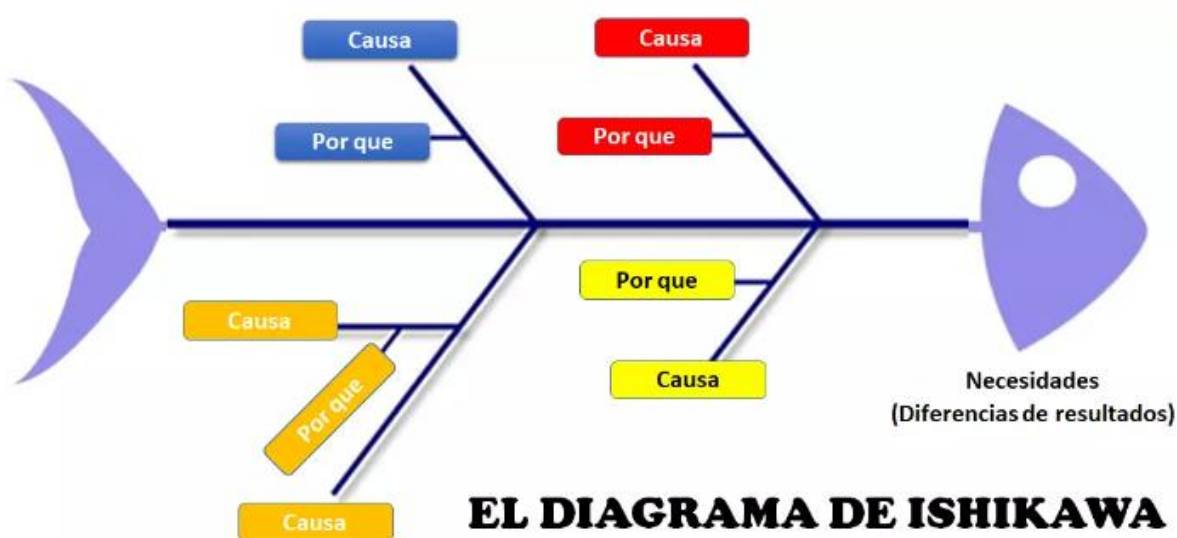 Causa
Causa
Por que
Por que
Por que
Causa
Por que
Causa
Causa
Necesidades
(Diferencias de resultados)
EL DIAGRAMA DE ISHIKAWA